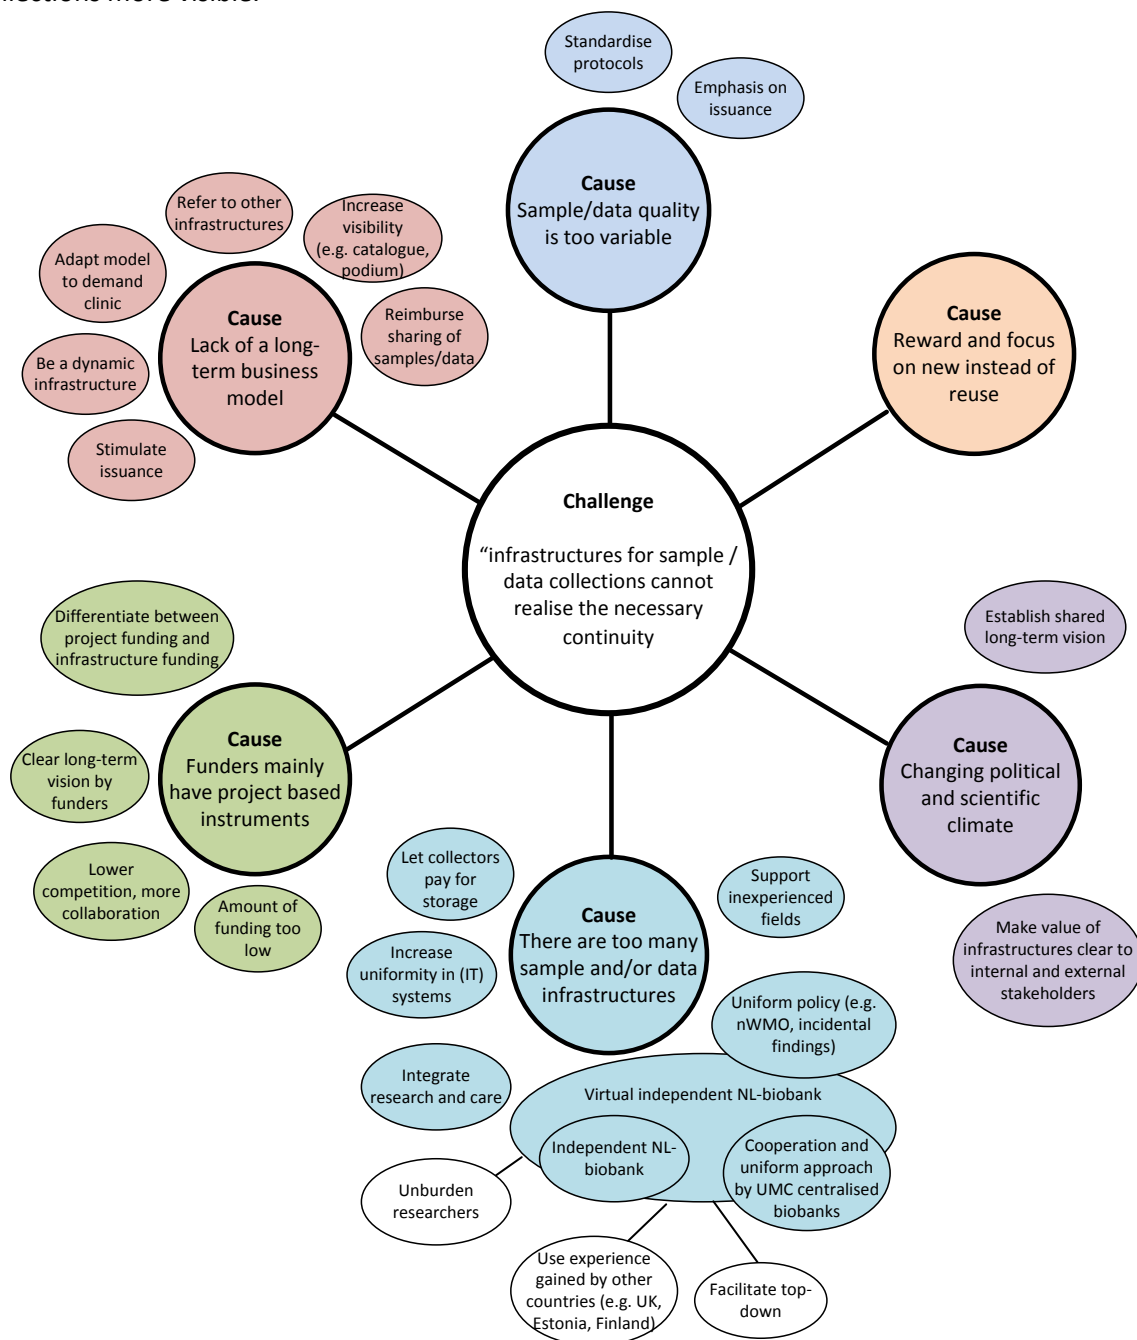 Standardise
protocols
Emphasis on
issuance
Cause
Sample/data quality
is too variable
Refer to other
infrastructures
Increase
visibility
(e.g. catalogue,
podium)
Adapt model
to demand
clinic
Reimburse
sharing of
samples/data
Be a dynamic
infrastructure
Stimulate
issuance
Cause
Lack of a long-
term business
model
Cause
Reward and focus
on new instead of
reuse
Challenge
“infrastructures for sample /
data collections cannot
realise the necessary
continuity
Differentiate between
project funding and
infrastructure funding
Clear long-term
vision by
funders
Lower
competition, more
collaboration
Amount of
funding too
low
Cause
Funders mainly
have project based
instruments
Establish shared
long-term vision
Cause
Changing political
and scientific
climate
Make value of
infrastructures clear to
internal and external
stakeholders
Let collectors
pay for
storage
Support
inexperienced
fields
Cause
There are too many
sample and/or data
infrastructures
Increase
uniformity in (IT)
systems
Uniform policy (e.g.
nWMO, incidental
findings)
Integrate
research and care
Virtual independent NL-biobank
Independent NL-
biobank
Cooperation and
uniform approach
by UMC centralised
biobanks
Unburden
researchers
Use experience
gained by other
countries (e.g. UK,
Estonia, Finland)
Facilitate top-
down